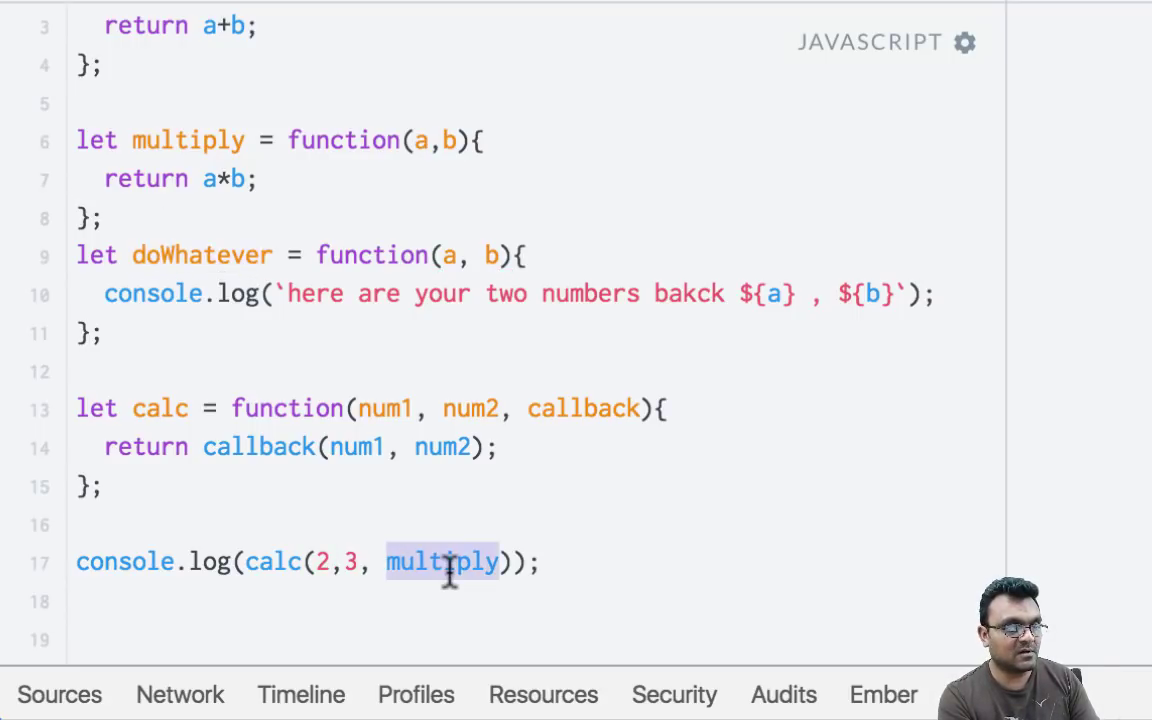 3 return a+b;
JAVASCRIPT
4 };
5
6 let multiply = function(a,b){
7 return a*b;
8 };
9 let doWhatever = function(a, b){
10 console.log(`here are your two numbers bakck ${a} , ${b}`);
11 };
12
13 let calc = function(num1, num2, callback){
14 return callback(num1, num2);
15 };
16
17 console.log(calc(2,3, multiply));
18
19
Sources Network Timeline Profiles Resources Security Audits Ember